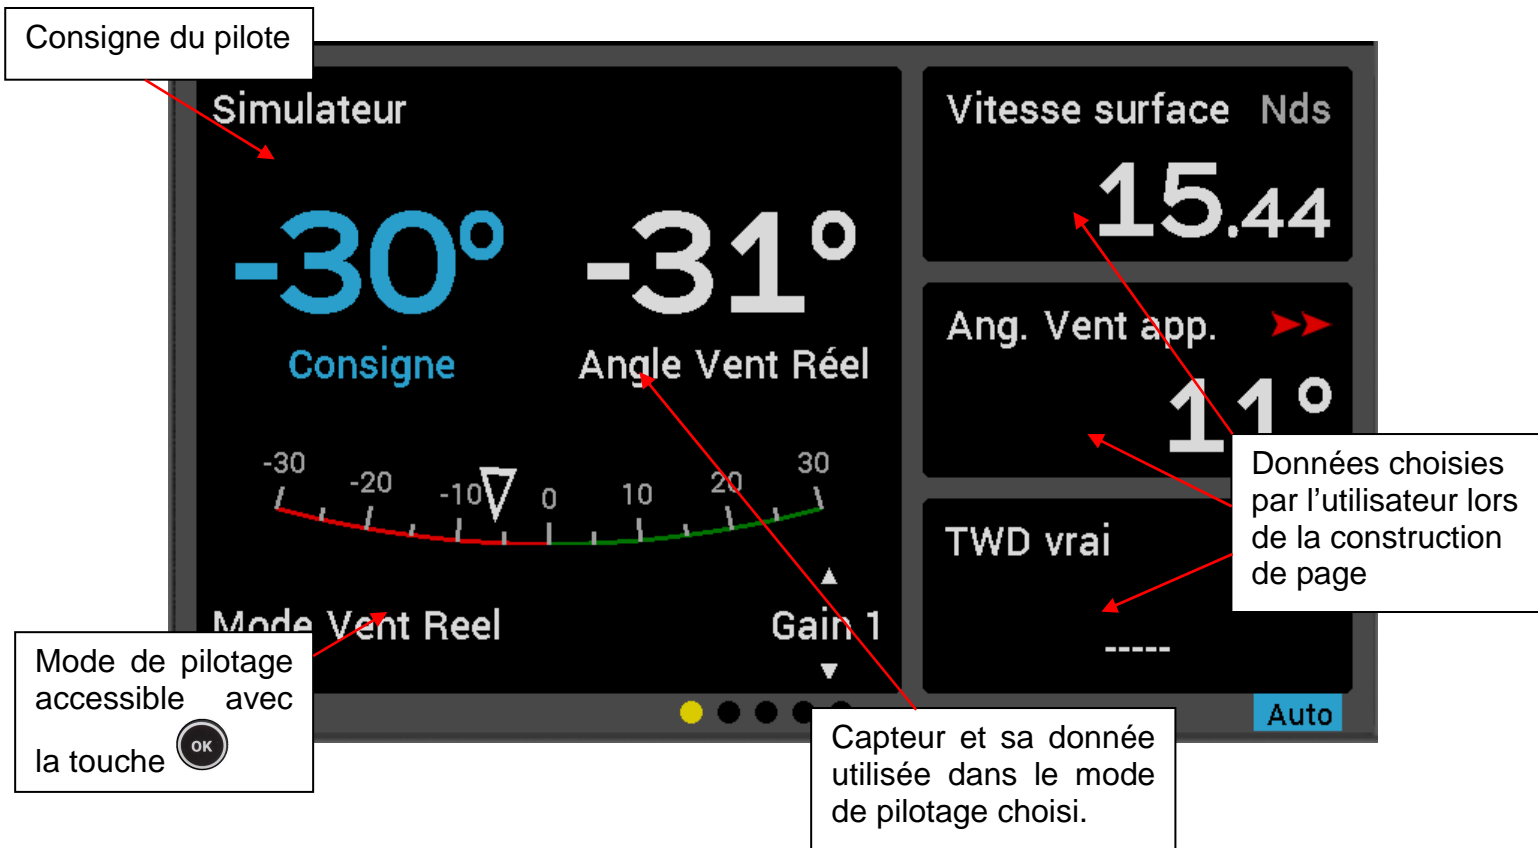 Consigne du pilote
Simulateur
-30°
-31°
Consigne
Angle Vent Réel
-30
-20
-10
0
10
20
30
Mode Vent Reel
Gain 1
Vitesse surface Nds
15.44
Ang. Vent app.
11°
TWD vrai
-----
Auto
Mode de pilotage
accessible avec
la touche OK
Capteur et sa donnée
utilisée dans le mode
de pilotage choisi.
Données choisies
par l’utilisateur lors
de la construction
de page